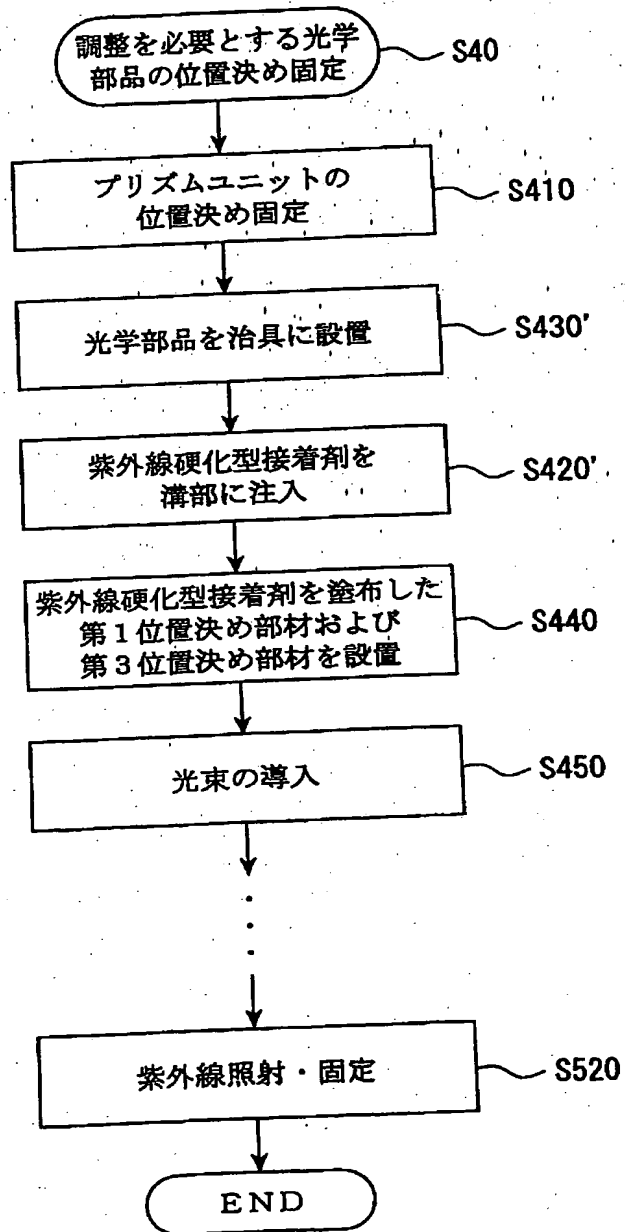 調整を必要とする光学
部品の位置決め固定
S40
プリズムユニットの
位置決め固定
S410
光学部品を治具に設置
S430'
紫外線硬化型接着剤を
溝部に注入
S420'
紫外線硬化型接着剤を塗布した
第1位置決め部材および
第3位置決め部材を設置
S440
光束の導入
S450
紫外線照射・固定
S520
END